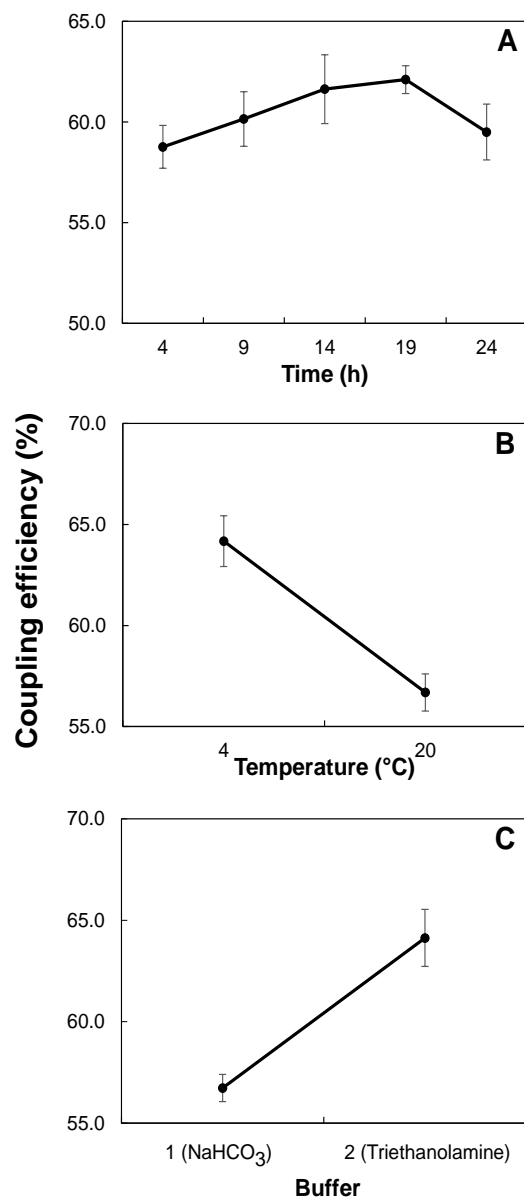 65.0
A
60.0
55.0
50.0
4 9 14 19 24
Time (h)
Coupling efficiency (%)
70.0
B
65.0
60.0
55.0
4 20
Temperature (°C)
70.0
C
65.0
60.0
55.0
1 (NaHCO3) 2 (Triethanolamine)
Buffer